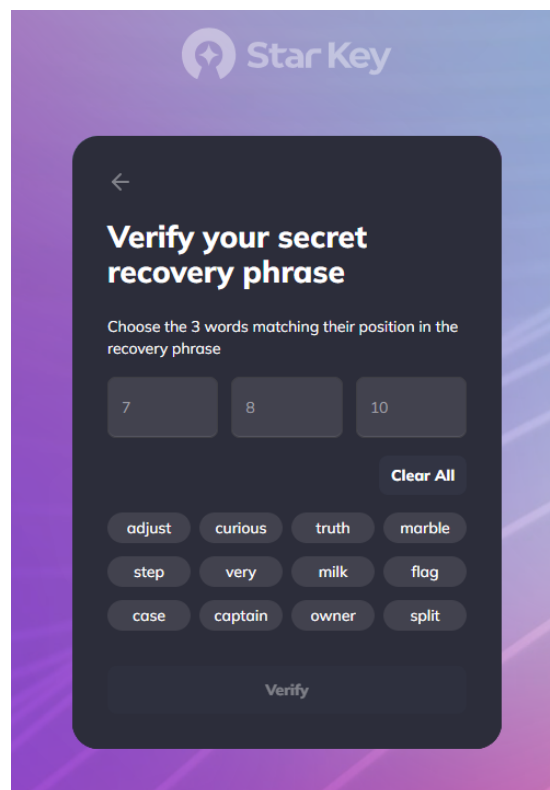 Star Key
Verify your secret
recovery phrase
Choose the 3 words matching their position in the
recovery phrase
7 8 10
Clear All
adjust curious truth marble
step very milk flag
case captain owner split
Verify